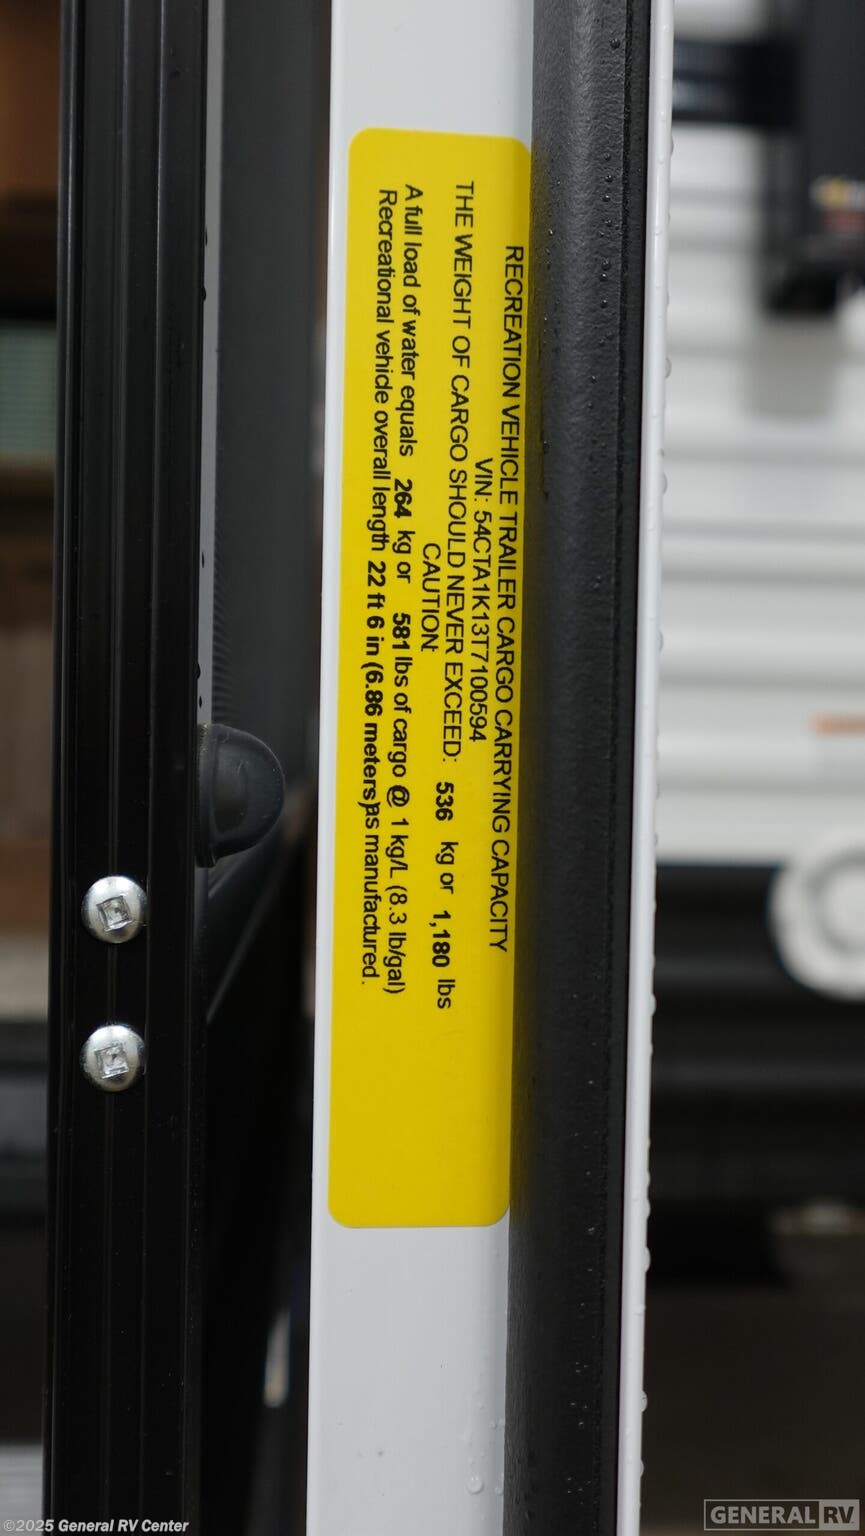 RECREATION VEHICLE TRAILER CARGO CARRYING CAPACITY
VIN: 54CTA1K13T7100594
THE WEIGHT OF CARGO SHOULD NEVER EXCEED: 536 kg or 1,180 lbs
CAUTION:
A full load of water equals 264 kg or 581 lbs of cargo @ 1 kg/L (8.3 lb/gal)
Recreational vehicle overall length 22 ft 6 in (6.86 meters)as manufactured.
©2025 General RV Center
GENERAL RV